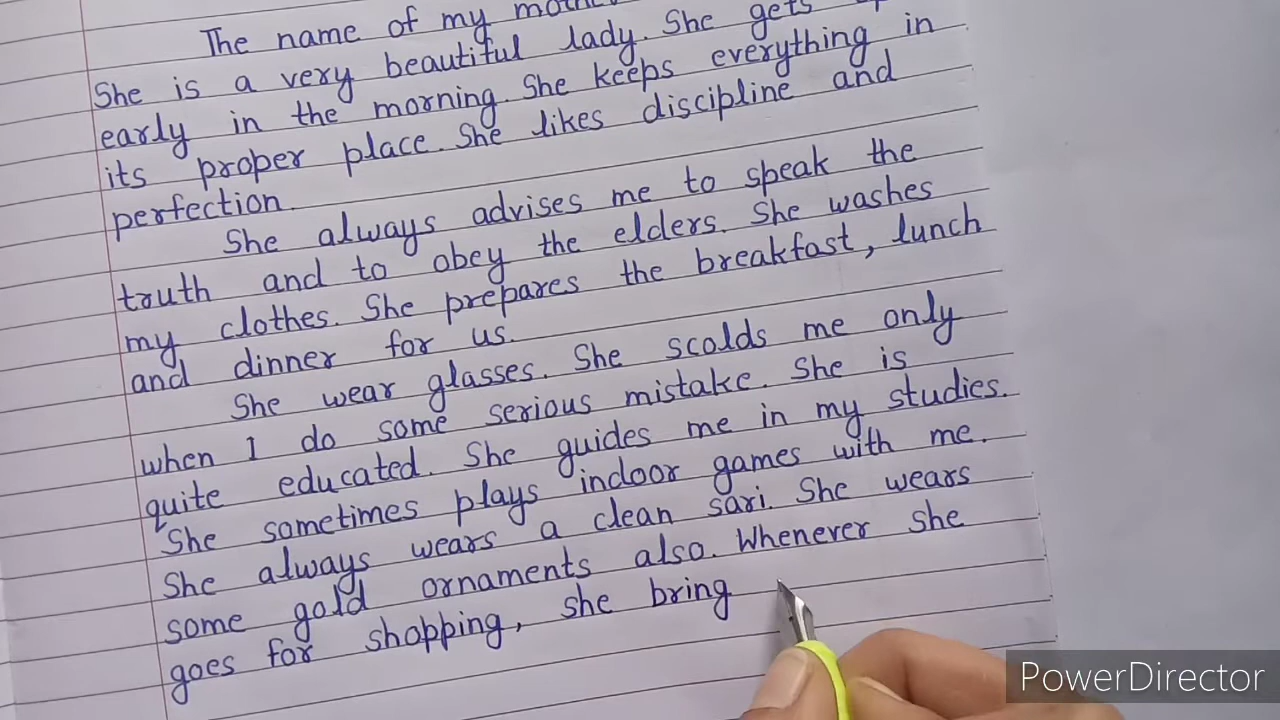 The name of my
She is a very beautiful lady. She gets
early in the morning. She keeps everything in
its proper place. She likes discipline and
perfection.
She always advises me to speak the
truth and to obey the elders. She washes
my clothes. She prepares the breakfast, lunch
and dinner for us.
She wear glasses. She scolds me only
when I do some serious mistake. She is
quite educated. She guides me in my studies.
She sometimes plays indoor games with me.
She always wears a clean sari. She wears
some gold ornaments also. Whenever she
goes for shopping, she bring
PowerDirector